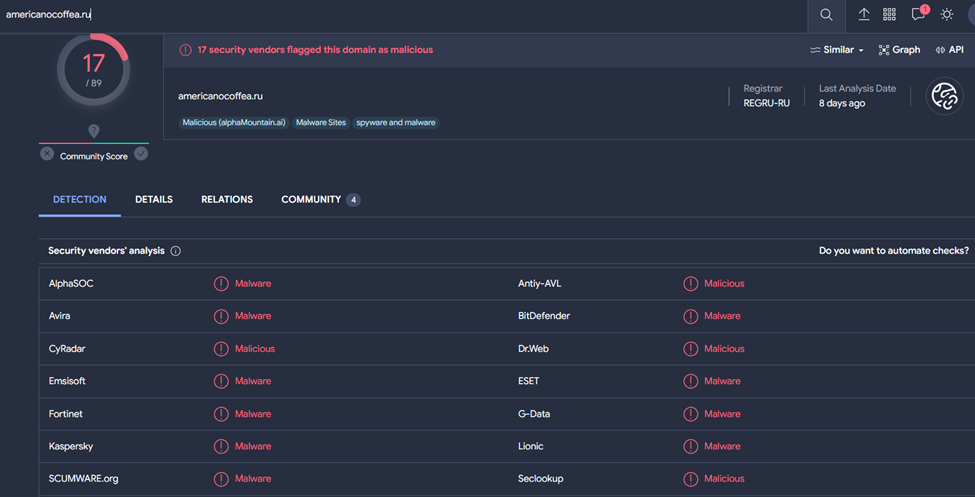 americanocoffea.ru
1
17
/ 89
17 security vendors flagged this domain as malicious
Similar
Graph
API
americanocoffea.ru
Malicious (alphaMountain.ai) Malware Sites spyware and malware
Registrar
REGRU-RU
Last Analysis Date
8 days ago
?
Community Score
DETECTION DETAILS RELATIONS COMMUNITY 4
Security vendors' analysis
Do you want to automate checks?
AlphaSOC Malware Antiy-AVL Malicious
Avira Malware BitDefender Malware
CyRadar Malicious Dr.Web Malicious
Emsisoft Malware ESET Malware
Fortinet Malware G-Data Malware
Kaspersky Malware Lionic Malware
SCUMWARE.org Malware Seclookup Malicious